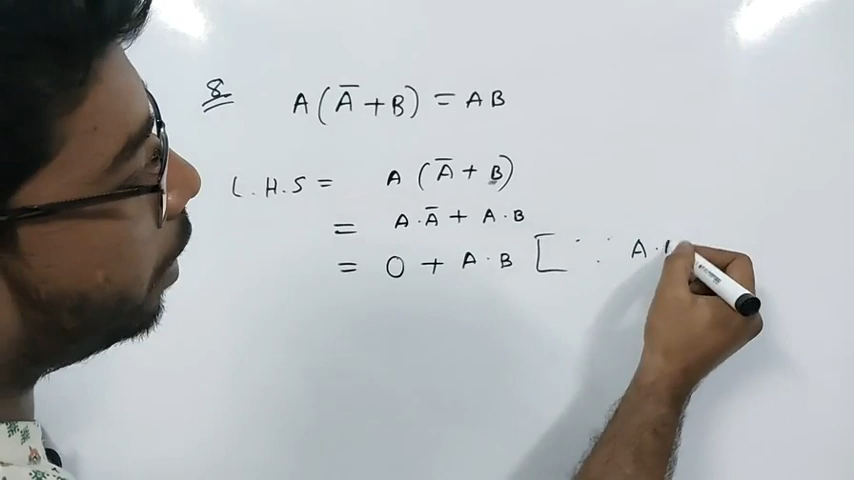 8. A(A̅ + B) = AB
L.H.S = A(A̅ + B)
= A·A̅ + A·B
= 0 + A·B [∵ A·